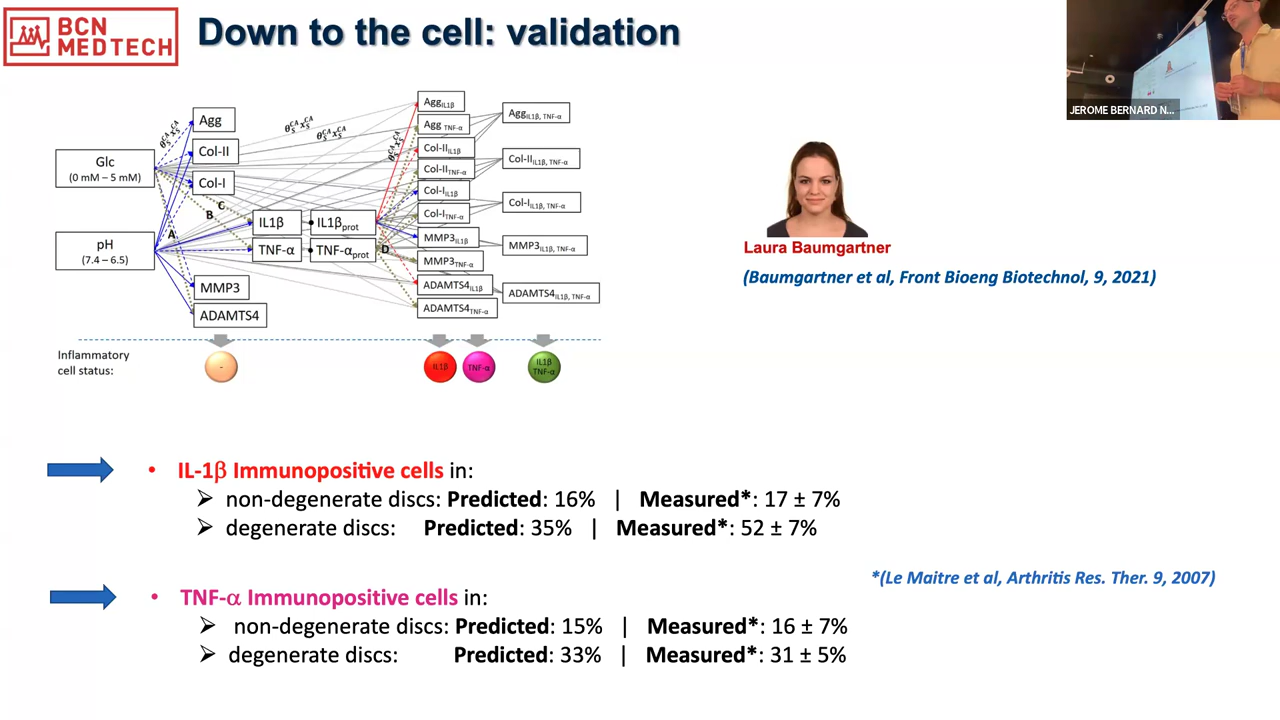 BCN
MEDTECH
Down to the cell: validation
JEROME BERNARD N...
Glc
(0 mM – 5 mM)
pH
(7.4 – 6.5)
Agg
Col-II
Col-I
IL1β
TNF-α
IL1βprot
TNF-αprot
MMP3
ADAMTS4
A
B
C
D
AggIL1β
Agg TNF-α
Col-IIIL1β
Col-IITNF-α
Col-IIL1β
Col-ITNF-α
MMP3IL1β
MMP3TNF-α
ADAMTS4IL1β
ADAMTS4TNF-α
AggIL1β, TNF-α
Col-IIIL1β, TNF-α
Col-IIL1β, TNF-α
MMP3IL1β, TNF-α
ADAMTS4IL1β, TNF-α
Inflammatory
cell status:
-
IL1β
TNF-α
IL1β
TNF-α
Laura Baumgartner
(Baumgartner et al, Front Bioeng Biotechnol, 9, 2021)
• IL-1β Immunopositive cells in:
➢ non-degenerate discs: Predicted: 16% | Measured*: 17 ± 7%
➢ degenerate discs: Predicted: 35% | Measured*: 52 ± 7%
*(Le Maitre et al, Arthritis Res. Ther. 9, 2007)
• TNF-α Immunopositive cells in:
➢ non-degenerate discs: Predicted: 15% | Measured*: 16 ± 7%
➢ degenerate discs: Predicted: 33% | Measured*: 31 ± 5%